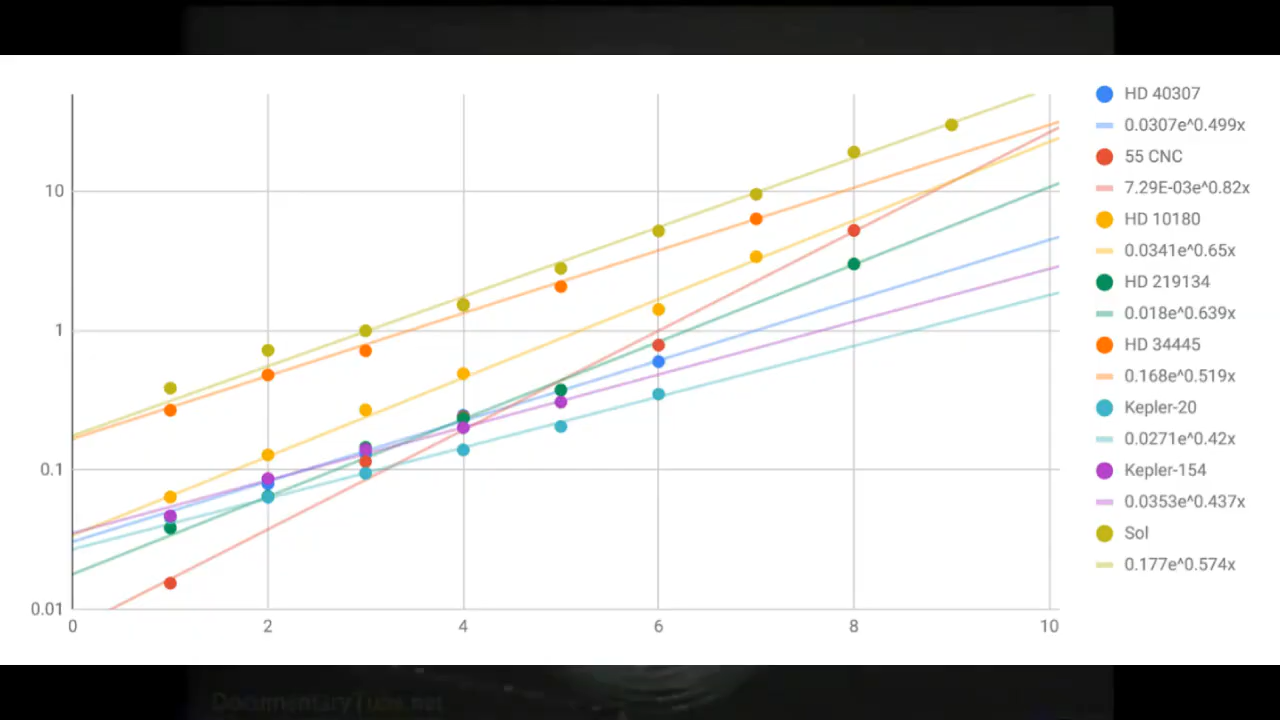 HD 40307
0.0307e^0.499x
55 CNC
7.29E-03e^0.82x
HD 10180
0.0341e^0.65x
HD 219134
0.018e^0.639x
HD 34445
0.168e^0.519x
Kepler-20
0.0271e^0.42x
Kepler-154
0.0353e^0.437x
Sol
0.177e^0.574x
10
1
0.1
0.01
0 2 4 6 8 10
DocumentaryTube.net